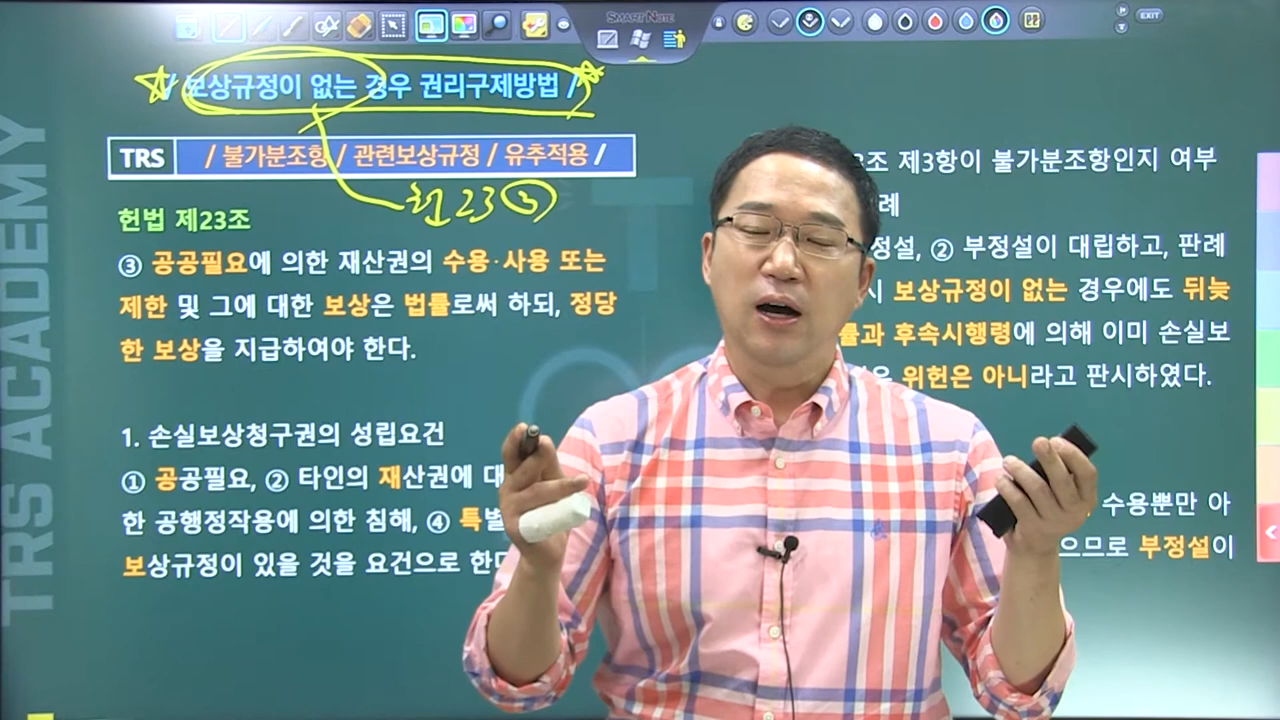 SMART NOTE
EXIT
/ 보상규정이 없는 경우 권리구제방법 /
TRS / 불가분조항 / 관련보상규정 / 유추적용 /
헌 23 ③
헌법 제23조
③ 공공필요에 의한 재산권의 수용·사용 또는
제한 및 그에 대한 보상은 법률로써 하되, 정당
한 보상을 지급하여야 한다.
1. 손실보상청구권의 성립요건
① 공공필요, ② 타인의 재산권에 대
한 공행정작용에 의한 침해, ④ 특별
보상규정이 있을 것을 요건으로 한다
조 제3항이 불가분조항인지 여부
례
정설, ② 부정설이 대립하고, 판례
시 보상규정이 없는 경우에도 뒤늦
률과 후속시행령에 의해 이미 손실보
위헌은 아니라고 판시하였다.
수용뿐만 아
으므로 부정설이
TRS ACADEMY